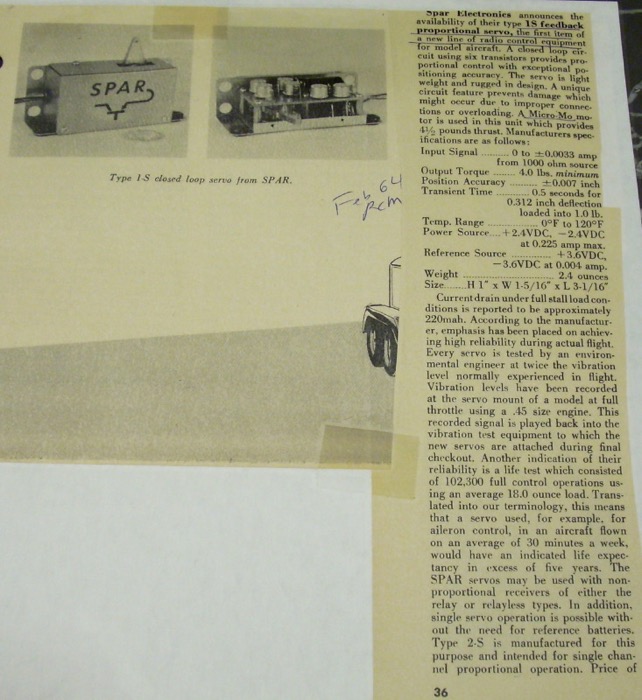 SPAR
Type 1-S closed loop servo from SPAR.
Feb 64
RCM
Spar Electronics announces the
availability of their type 1S feedback
proportional servo, the first item of
a new line of radio control equipment
for model aircraft. A closed loop cir-
cuit using six transistors provides pro-
portional control with exceptional po-
sitioning accuracy. The servo is light
weight and rugged in design. A unique
circuit feature prevents damage which
might occur due to improper connec-
tions or overloading. A Micro-Mo mo-
tor is used in this unit which provides
4½ pounds thrust. Manufacturers spec-
ifications are as follows:
Input Signal .......... 0 to ±0.0033 amp
from 1000 ohm source
Output Torque ........ 4.0 lbs. minimum
Position Accuracy ........ ±0.007 inch
Transient Time .......... 0.5 seconds for
0.312 inch deflection
loaded into 1.0 lb.
Temp. Range .............. 0°F to 120°F
Power Source.... +2.4VDC, −2.4VDC
at 0.225 amp max.
Reference Source ............ +3.6VDC,
−3.6VDC at 0.004 amp.
Weight .......................... 2.4 ounces
Size........H 1" x W 1-5/16" x L 3-1/16"
Current drain under full stall load con-
ditions is reported to be approximately
220mah. According to the manufactur-
er, emphasis has been placed on achiev-
ing high reliability during actual flight.
Every servo is tested by an environ-
mental engineer at twice the vibration
level normally experienced in flight.
Vibration levels have been recorded
at the servo mount of a model at full
throttle using a .45 size engine. This
recorded signal is played back into the
vibration test equipment to which the
new servos are attached during final
checkout. Another indication of their
reliability is a life test which consisted
of 102,300 full control operations us-
ing an average 18.0 ounce load. Trans-
lated into our terminology, this means
that a servo used, for example, for
aileron control, in an aircraft flown
on an average of 30 minutes a week,
would have an indicated life expec-
tancy in excess of five years. The
SPAR servos may be used with non-
proportional receivers of either the
relay or relayless types. In addition,
single servo operation is possible with-
out the need for reference batteries.
Type 2-S is manufactured for this
purpose and intended for single chan-
nel proportional operation. Price of
36